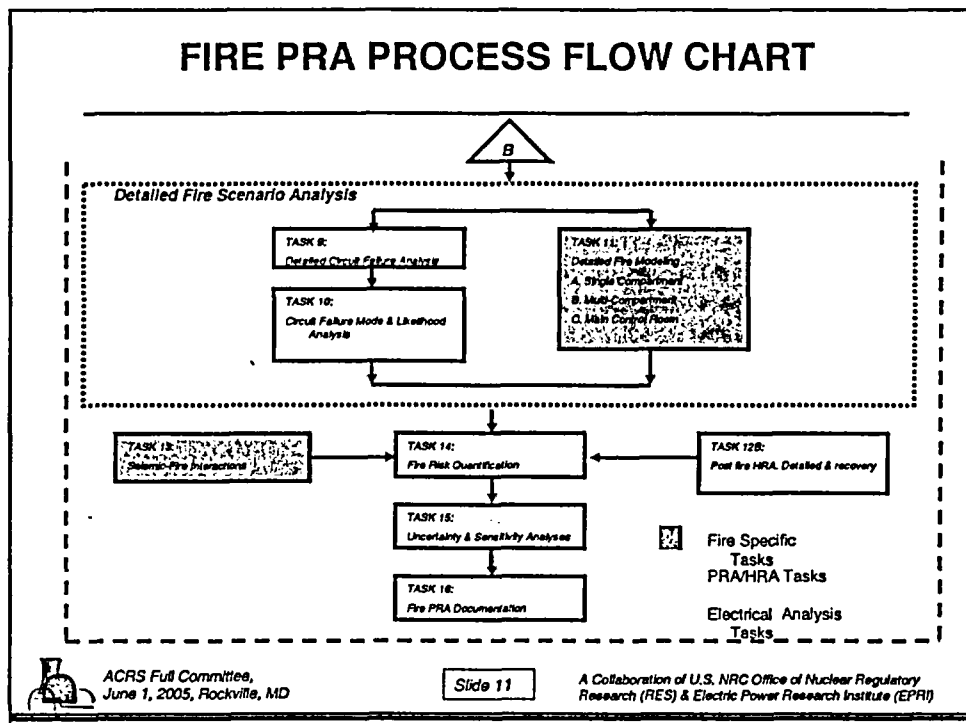 FIRE PRA PROCESS FLOW CHART
B
Detailed Fire Scenario Analysis
TASK 9:
Detailed Circuit Failure Analysis
TASK 10:
Circuit Failure Mode & Likelihood
Analysis
TASK 11:
Detailed Fire Modeling
A. Single Compartment
B. Multi-Compartment
C. Main Control Room
TASK 13:
Seismic-Fire Interactions
TASK 14:
Fire Risk Quantification
TASK 12B:
Post fire HRA. Detailed & recovery
TASK 15:
Uncertainty & Sensitivity Analyses
TASK 16:
Fire PRA Documentation
Fire Specific
Tasks
PRA/HRA Tasks
Electrical Analysis
Tasks
ACRS Full Committee,
June 1, 2005, Rockville, MD
Slide 11
A Collaboration of U.S. NRC Office of Nuclear Regulatory
Research (RES) & Electric Power Research Institute (EPRI)